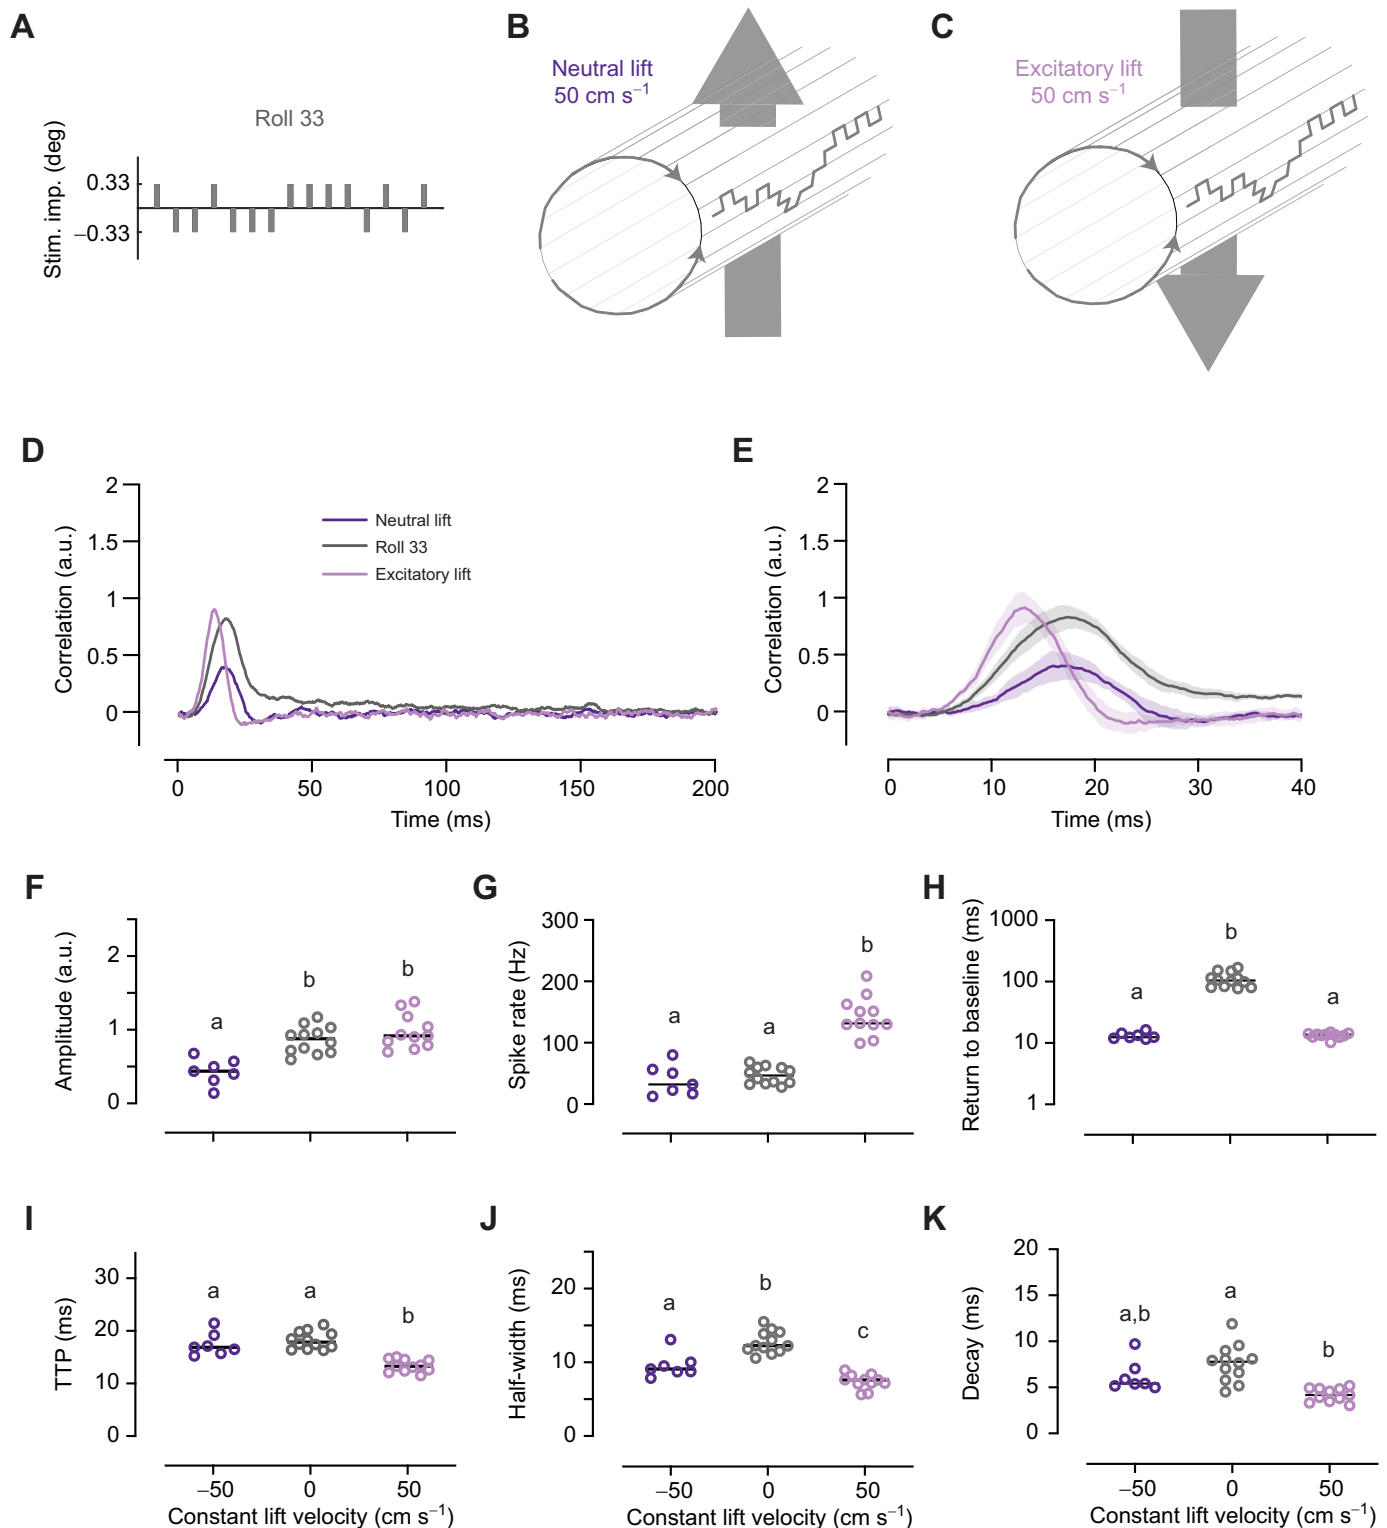 A
Roll 33
Stim. imp. (deg)
0.33
−0.33
B
Neutral lift
50 cm s−1
C
Excitatory lift
50 cm s−1
D
Correlation (a.u.)
2
1.5
1
0.5
0
Neutral lift
Roll 33
Excitatory lift
0 50 100 150 200
Time (ms)
E
Correlation (a.u.)
2
1.5
1
0.5
0
0 10 20 30 40
Time (ms)
F
Amplitude (a.u.)
2
1
0
a b b
G
Spike rate (Hz)
300
200
100
0
a a b
H
Return to baseline (ms)
1000
100
10
1
a b a
I
TTP (ms)
30
20
10
0
a a b
−50 0 50
Constant lift velocity (cm s−1)
J
Half-width (ms)
20
10
0
a b c
−50 0 50
Constant lift velocity (cm s−1)
K
Decay (ms)
20
15
10
5
0
a,b a b
−50 0 50
Constant lift velocity (cm s−1)